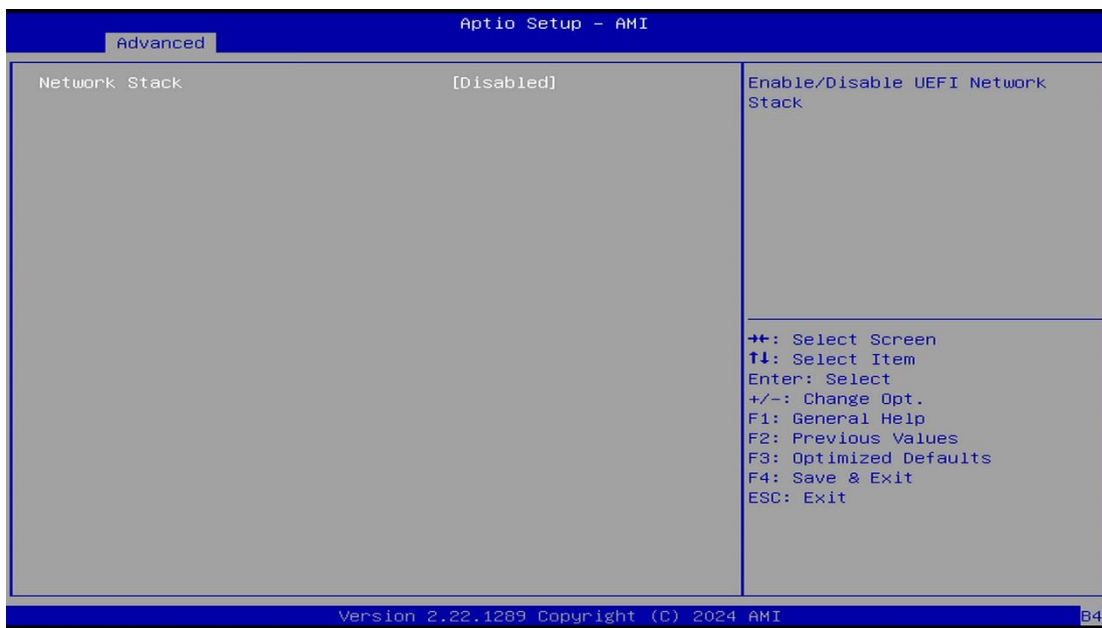 Aptio Setup – AMI
Advanced
Network Stack [Disabled]
Enable/Disable UEFI Network
Stack
→←: Select Screen
↑↓: Select Item
Enter: Select
+/-: Change Opt.
F1: General Help
F2: Previous Values
F3: Optimized Defaults
F4: Save & Exit
ESC: Exit
Version 2.22.1289 Copyright (C) 2024 AMI
B4